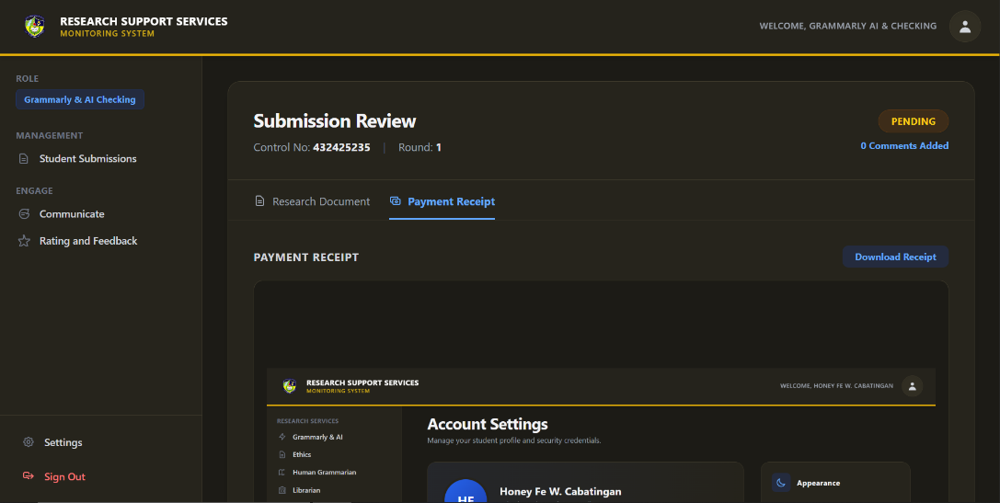 RESEARCH SUPPORT SERVICES
MONITORING SYSTEM
WELCOME, GRAMMARLY AI & CHECKING
ROLE
Grammarly & AI Checking
MANAGEMENT
Student Submissions
ENGAGE
Communicate
Rating and Feedback
Settings
Sign Out
Submission Review
PENDING
Control No: 432425235 | Round: 1
0 Comments Added
Research Document
Payment Receipt
PAYMENT RECEIPT
Download Receipt
RESEARCH SUPPORT SERVICES
MONITORING SYSTEM
WELCOME, HONEY FE W. CABATINGAN
RESEARCH SERVICES
Grammarly & AI
Ethics
Human Grammarian
Librarian
Account Settings
Manage your student profile and security credentials.
HF
Honey Fe W. Cabatingan
Appearance